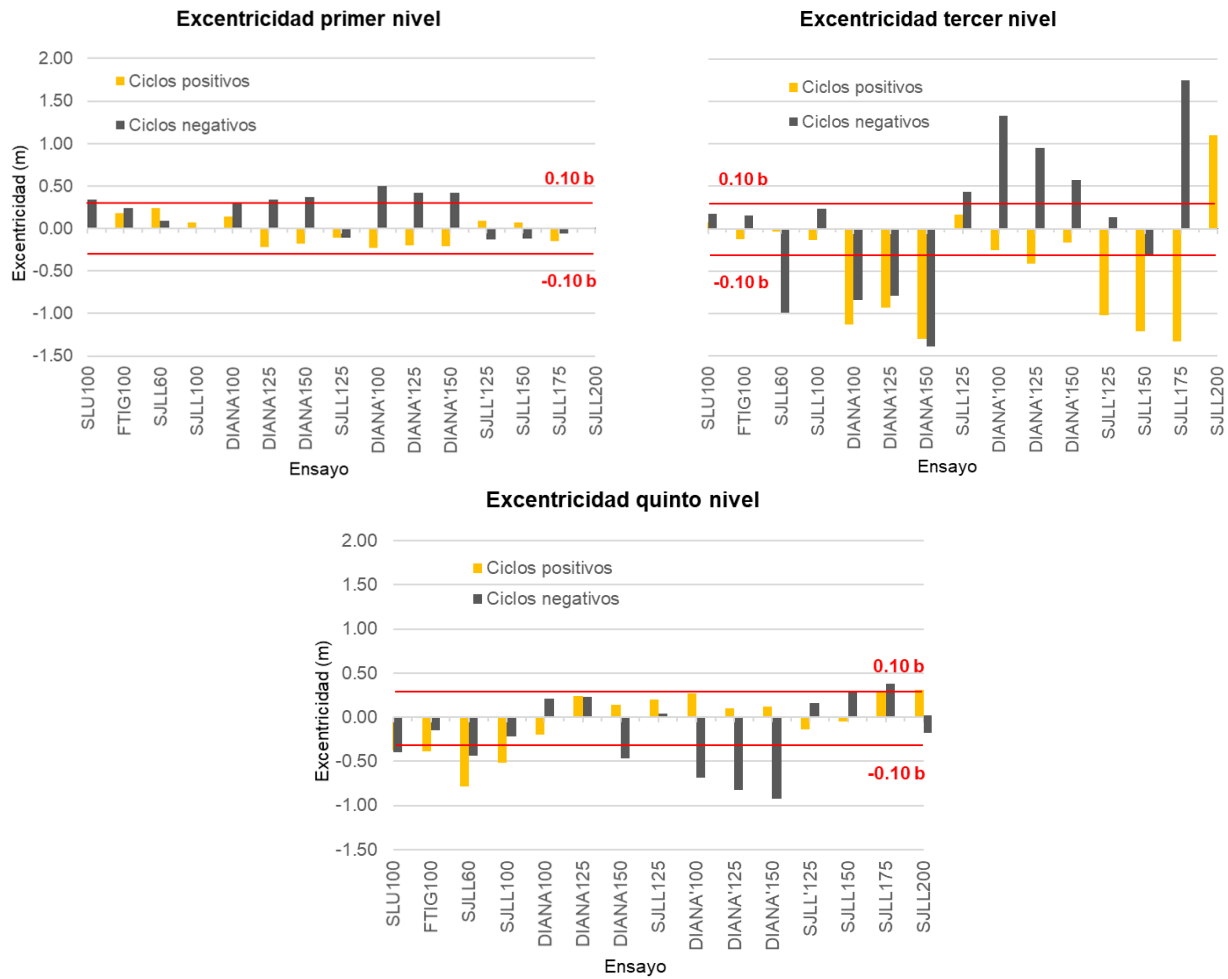 Excentricidad primer nivel
2.00
1.50
1.00
0.50
0.00
-0.50
-1.00
-1.50
Excentricidad (m)
Ciclos positivos
Ciclos negativos
0.10 b
-0.10 b
SLU100
FTIG100
SJLL60
SJLL100
DIANA100
DIANA125
DIANA150
SJLL125
DIANA'100
DIANA'125
DIANA'150
SJLL'125
SJLL150
SJLL175
SJLL200
Ensayo
Excentricidad tercer nivel
Ciclos positivos
Ciclos negativos
0.10 b
-0.10 b
SLU100
FTIG100
SJLL60
SJLL100
DIANA100
DIANA125
DIANA150
SJLL125
DIANA'100
DIANA'125
DIANA'150
SJLL'125
SJLL150
SJLL175
SJLL200
Ensayo
Excentricidad quinto nivel
2.00
1.50
1.00
0.50
0.00
-0.50
-1.00
-1.50
Excentricidad (m)
Ciclos positivos
Ciclos negativos
0.10 b
-0.10 b
SLU100
FTIG100
SJLL60
SJLL100
DIANA100
DIANA125
DIANA150
SJLL125
DIANA'100
DIANA'125
DIANA'150
SJLL'125
SJLL150
SJLL175
SJLL200
Ensayo